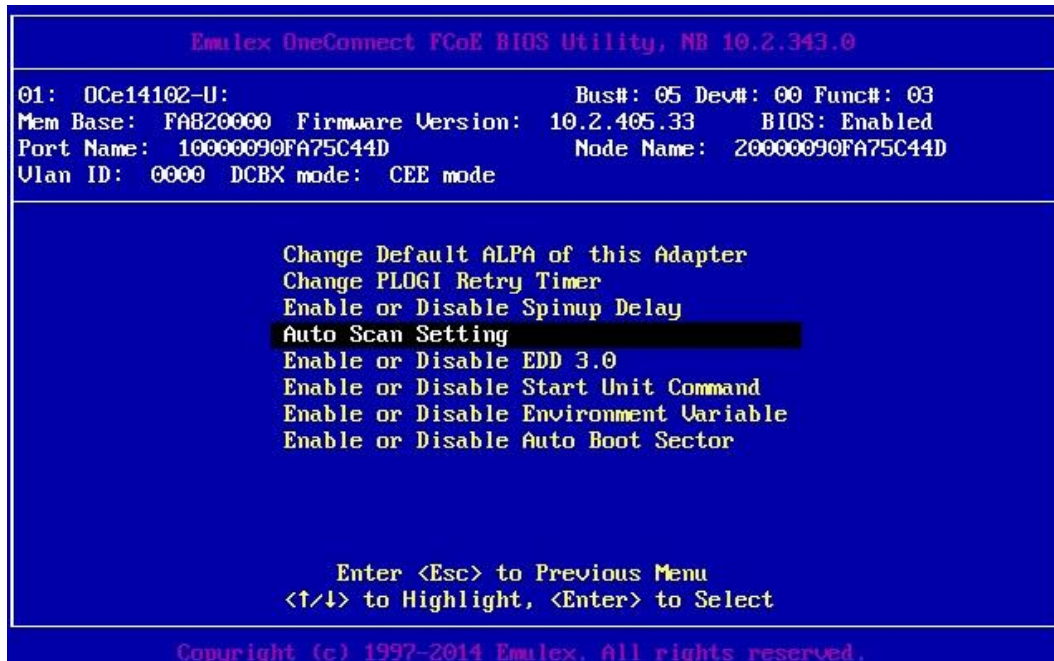 Emulex OneConnect FCoE BIOS Utility, NB 10.2.343.0
01: OCe14102-U: Bus#: 05 Dev#: 00 Func#: 03
Mem Base: FA820000 Firmware Version: 10.2.405.33 BIOS: Enabled
Port Name: 10000090FA75C44D Node Name: 20000090FA75C44D
Vlan ID: 0000 DCBX mode: CEE mode
Change Default ALPA of this Adapter
Change PLOGI Retry Timer
Enable or Disable Spinup Delay
Auto Scan Setting
Enable or Disable EDD 3.0
Enable or Disable Start Unit Command
Enable or Disable Environment Variable
Enable or Disable Auto Boot Sector
Enter <Esc> to Previous Menu
<↑/↓> to Highlight, <Enter> to Select
Copyright (c) 1997-2014 Emulex. All rights reserved.